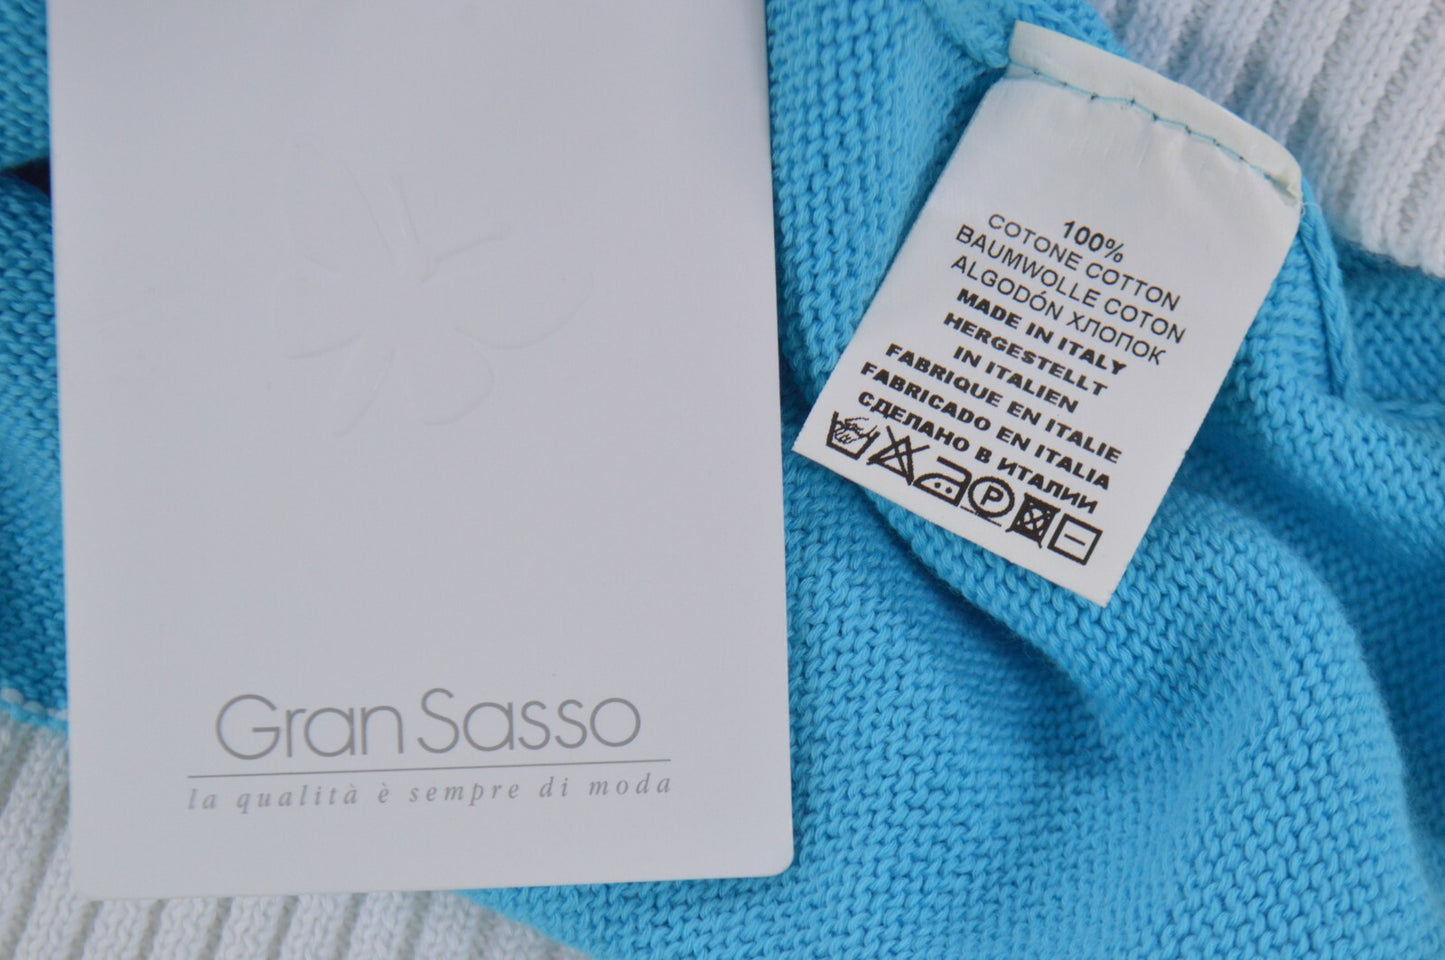 Gran Sasso
la qualità è sempre di moda
100%
COTONE COTTON
BAUMWOLLE COTON
ALGODÓN ХЛОПОК
MADE IN ITALY
HERGESTELLT
IN ITALIEN
FABRIQUE EN ITALIE
FABRICADO EN ITALIA
СДЕЛАНО В ИТАЛИИ
P